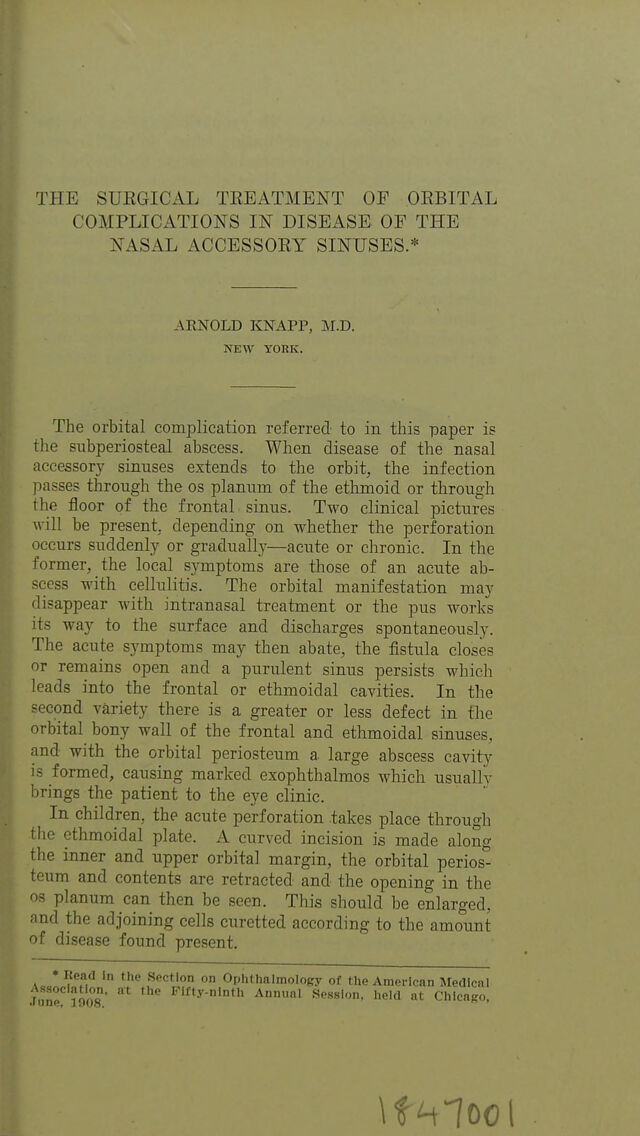 THE SURGICAL TREATMENT OF ORBITAL
COMPLICATIONS IN DISEASE OF THE
NASAL ACCESSORY SINUSES.*
ARNOLD KNAPP, M.D.
NEW YORK.
The orbital complication referred to in this paper is
the subperiosteal abscess. When disease of the nasal
accessory sinuses extends to the orbit, the infection
passes through the os planum of the ethmoid or through
the floor of the frontal sinus. Two clinical pictures
will be present, depending on whether the perforation
occurs suddenly or gradually—acute or chronic. In the
former, the local symptoms are those of an acute ab-
scess with cellulitis. The orbital manifestation may
disappear with intranasal treatment or the pus works
its way to the surface and discharges spontaneously.
The acute symptoms may then abate, the fistula closes
or remains open and a purulent sinus persists which
leads into the frontal or ethmoidal cavities. In the
second variety there is a greater or less defect in the
orbital bony wall of the frontal and ethmoidal sinuses,
and with the orbital periosteum a large abscess cavity
is formed, causing marked exophthalmos which usually
brings the patient to the eye clinic.
In children, the acute perforation takes place through
the ethmoidal plate. A curved incision is made along
the inner and upper orbital margin, the orbital perios-
teum and contents are retracted and the opening in the
os planum can then be seen. This should be enlarged,
and the adjoining cells curetted according to the amount
of disease found present.
* Read in the Section on Ophthalmology of the American Medical
Association, at the Fifty-ninth Annual Session, held at Chicago,
June, 1908.
1847001